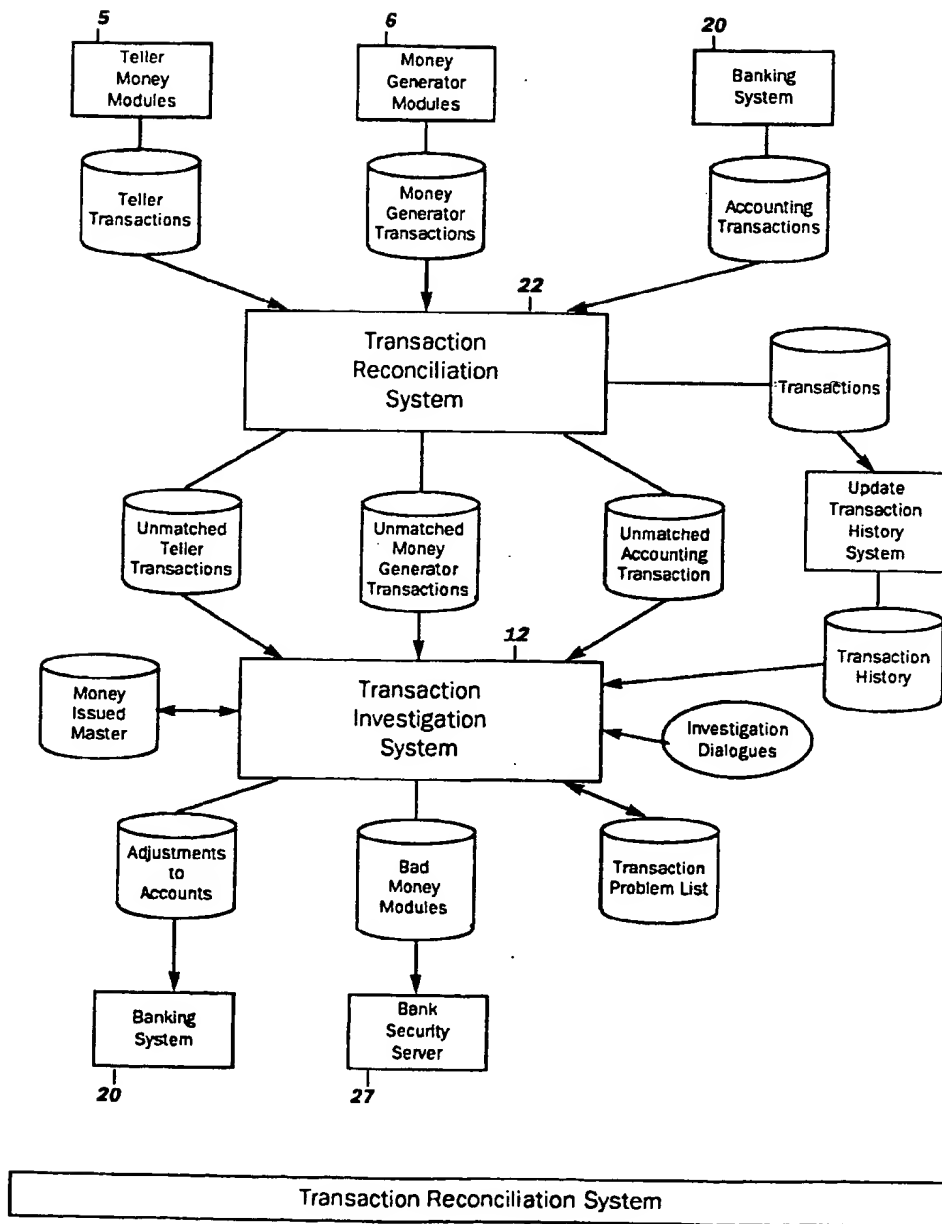 5
6
20
Teller
Money
Modules
Money
Generator
Modules
Banking
System
Teller
Transactions
Money
Generator
Transactions
Accounting
Transactions
22
Transaction
Reconciliation
System
Transactions
Unmatched
Teller
Transactions
Unmatched
Money
Generator
Transactions
Unmatched
Accounting
Transaction
Update
Transaction
History
System
12
Money
Issued
Master
Transaction
Investigation
System
Transaction
History
Investigation
Dialogues
Adjustments
to
Accounts
Bad
Money
Modules
Transaction
Problem List
Banking
System
Bank
Security
Server
20
27
Transaction Reconciliation System